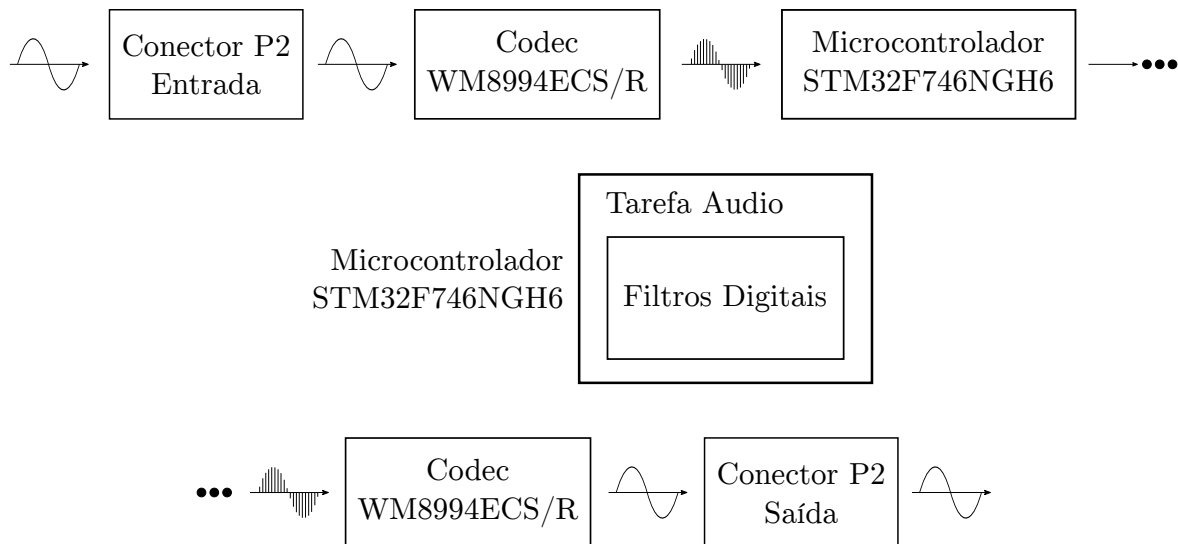 Conector P2
Entrada
Codec
WM8994ECS/R
Microcontrolador
STM32F746NGH6
Tarefa Audio
Microcontrolador
STM32F746NGH6
Filtros Digitais
Codec
WM8994ECS/R
Conector P2
Saída